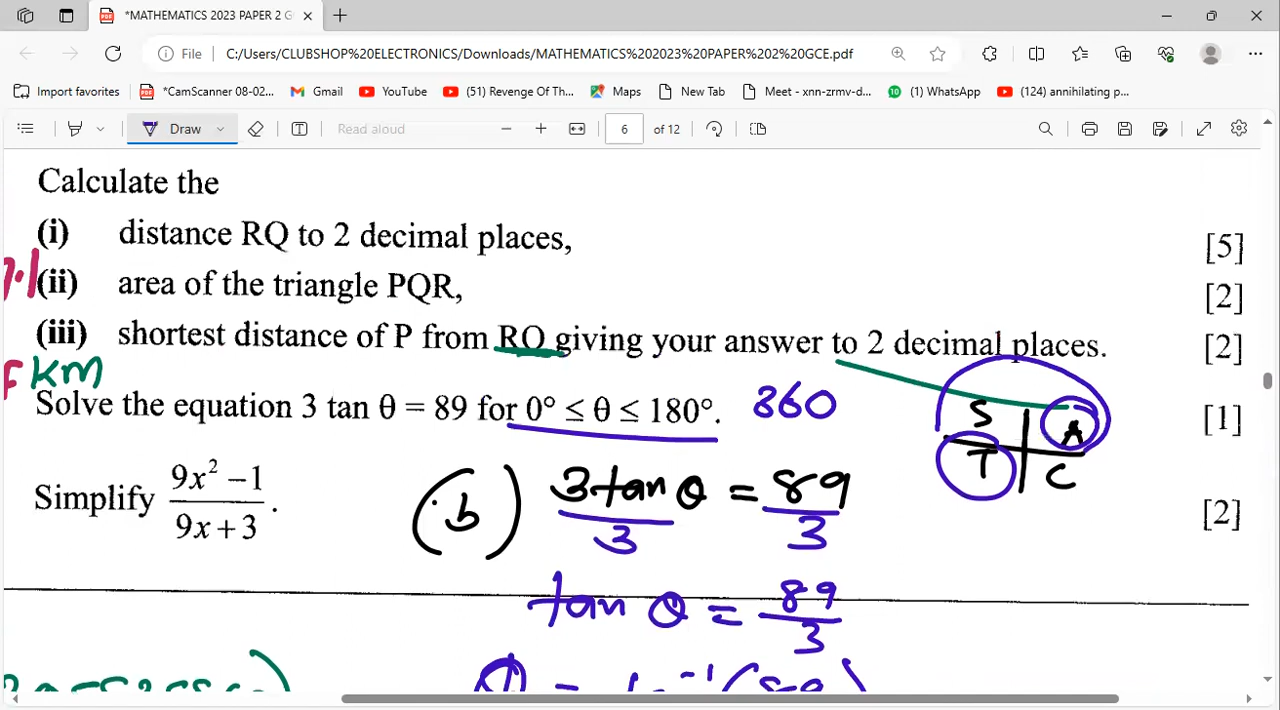 *MATHEMATICS 2023 PAPER 2 G
File C:/Users/CLUBSHOP%20ELECTRONICS/Downloads/MATHEMATICS%202023%20PAPER%202%20GCE.pdf
Import favorites *CamScanner 08-02... Gmail YouTube (51) Revenge Of Th... Maps New Tab Meet - xnn-zrmv-d... 10 (1) WhatsApp (124) annihilating p...
Draw Read aloud 6 of 12
Calculate the
(i) distance RQ to 2 decimal places, [5]
(ii) area of the triangle PQR, [2]
(iii) shortest distance of P from RQ giving your answer to 2 decimal places. [2]
KM
Solve the equation 3 tan θ = 89 for 0° ≤ θ ≤ 180°. 360 [1]
S A
T C
Simplify 9x² −1 / 9x + 3 . [2]
(b) 3tan θ = 89
3 3
tan θ = 89
3